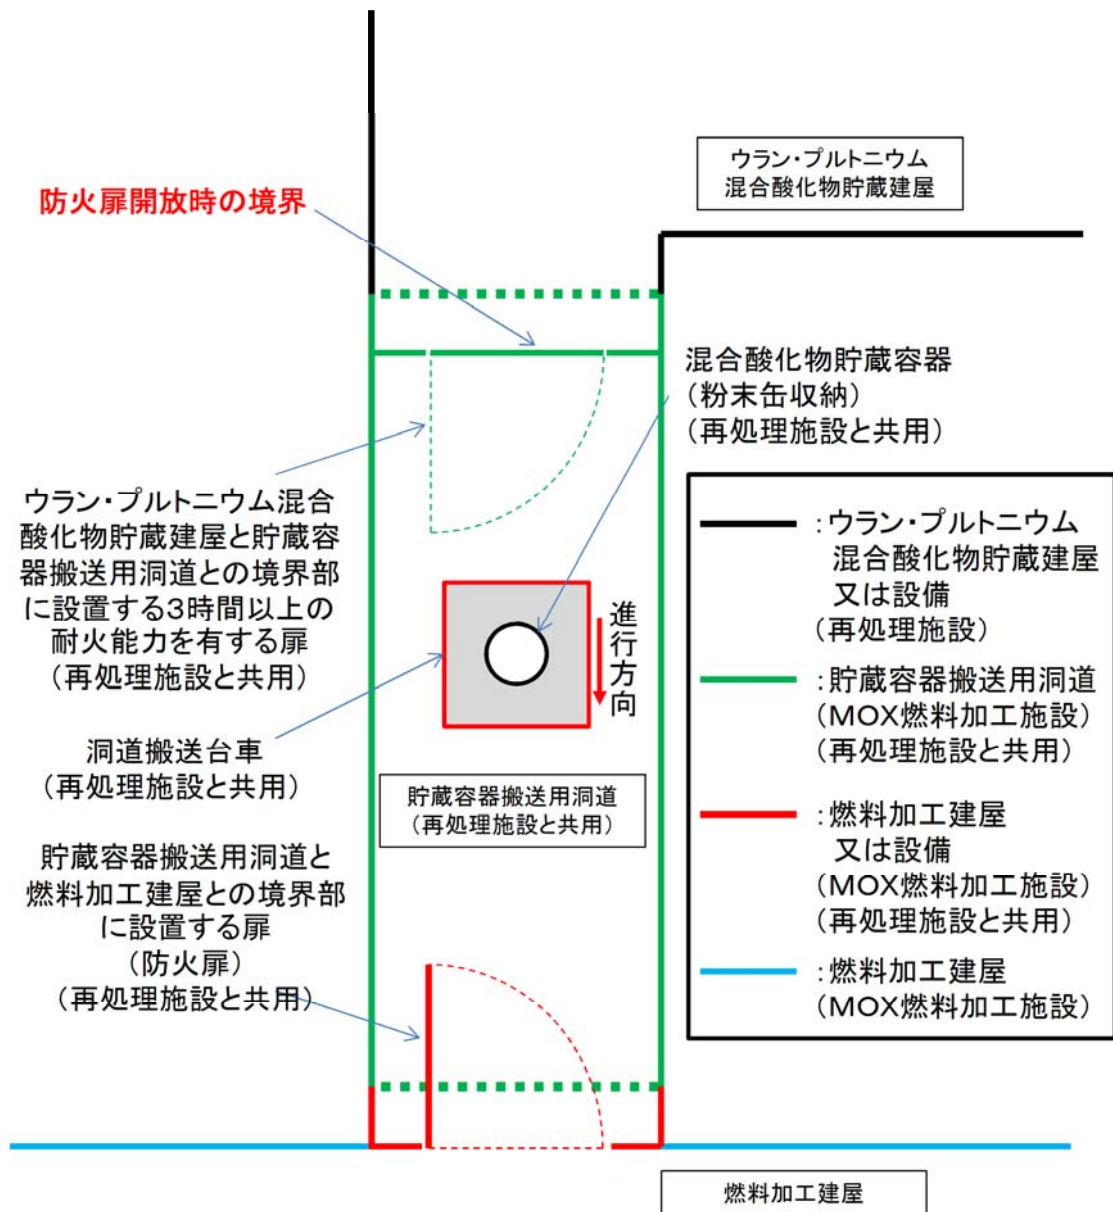 ウラン・プルトニウム
混合酸化物貯蔵建屋
防火扉開放時の境界
混合酸化物貯蔵容器
（粉末缶収納）
（再処理施設と共用）
ウラン・プルトニウム混合
酸化物貯蔵建屋と貯蔵容
器搬送用洞道との境界部
に設置する３時間以上の
耐火能力を有する扉
（再処理施設と共用）
進行方向
洞道搬送台車
（再処理施設と共用）
貯蔵容器搬送用洞道
（再処理施設と共用）
貯蔵容器搬送用洞道と
燃料加工建屋との境界部
に設置する扉
（防火扉）
（再処理施設と共用）
：ウラン・プルトニウム
混合酸化物貯蔵建屋
又は設備
（再処理施設）
：貯蔵容器搬送用洞道
（ＭＯＸ燃料加工施設）
（再処理施設と共用）
：燃料加工建屋
又は設備
（ＭＯＸ燃料加工施設）
（再処理施設と共用）
：燃料加工建屋
（ＭＯＸ燃料加工施設）
燃料加工建屋